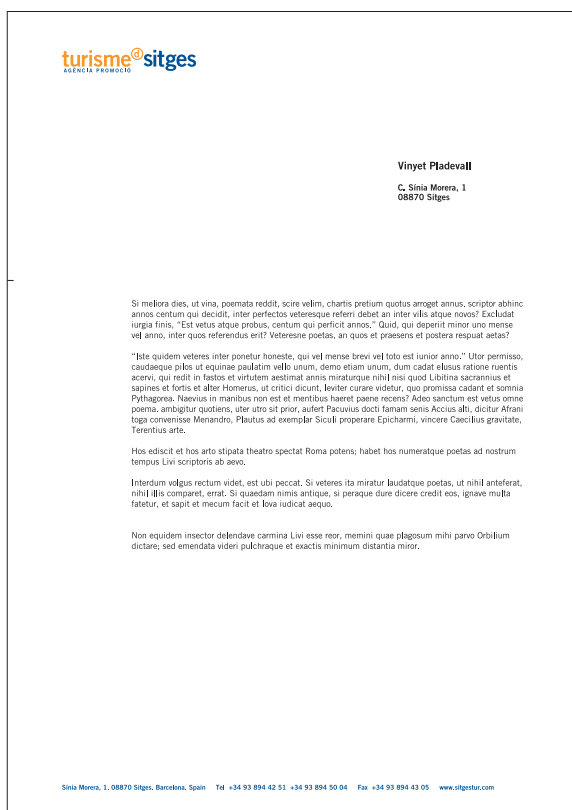 turisme@sitges
AGÈNCIA PROMOCIÓ
Vinyet Pladevall
C. Sínia Morera, 1
08870 Sitges
Si meliora dies, ut vina, poemata reddit, scire velim, chartis pretium quotus arroget annus. scriptor abhinc
annos centum qui decidit, inter perfectos veteresque referri debet an inter vilis atque novos? Excludat
iurgia finis, “Est vetus atque probus, centum qui perficit annos.” Quid, qui deperiit minor uno mense
vel anno, inter quos referendus erit? Veteresne poetas, an quos et praesens et postera respuat aetas?
“Iste quidem veteres inter ponetur honeste, qui vel mense brevi vel toto est iunior anno.” Utor permisso,
caudaeque pilos ut equinae paulatim vello unum, demo etiam unum, dum cadat elusus ratione ruentis
acervi, qui redit in fastos et virtutem aestimat annis miraturque nihil nisi quod Libitina sacrannius et
sapines et fortis et alter Homerus, ut critici dicunt, leviter curare videtur, quo promissa cadant et somnia
Pythagorea. Naevius in manibus non est et mentibus haeret paene recens? Adeo sanctum est vetus omne
poema. ambigitur quotiens, uter utro sit prior, aufert Pacuvius docti famam senis Accius alti, dicitur Afrani
toga convenisse Menandro, Plautus ad exemplar Siculi properare Epicharmi, vincere Caecilius gravitate,
Terentius arte.
Hos ediscit et hos arto stipata theatro spectat Roma potens; habet hos numeratque poetas ad nostrum
tempus Livi scriptoris ab aevo.
Interdum volgus rectum videt, est ubi peccat. Si veteres ita miratur laudatque poetas, ut nihil anteferat,
nihil illis comparet, errat. Si quaedam nimis antique, si peraque dure dicere credit eos, ignave multa
fatetur, et sapit et mecum facit et lova iudicat aequo.
Non equidem insector delendave carmina Livi esse reor, memini quae plagosum mihi parvo Orbilium
dictare; sed emendata videri pulchraque et exactis minimum distantia miror.
Sínia Morera, 1. 08870 Sitges. Barcelona. Spain Tel +34 93 894 42 51 +34 93 894 50 04 Fax +34 93 894 43 05 www.sitgestur.com